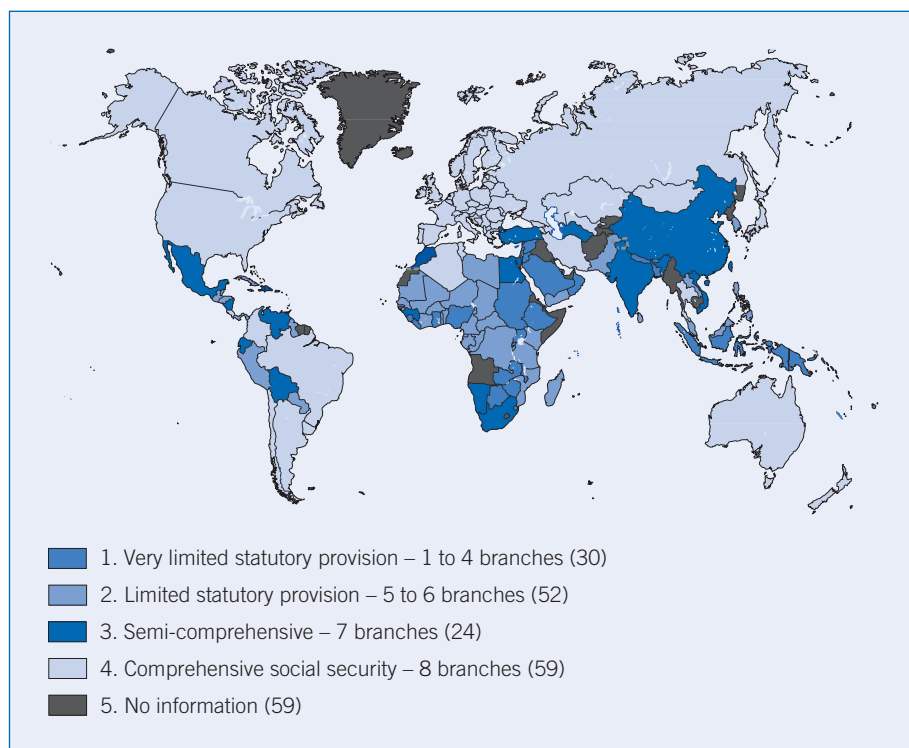 1. Very limited statutory provision – 1 to 4 branches (30)
2. Limited statutory provision – 5 to 6 branches (52)
3. Semi-comprehensive – 7 branches (24)
4. Comprehensive social security – 8 branches (59)
5. No information (59)